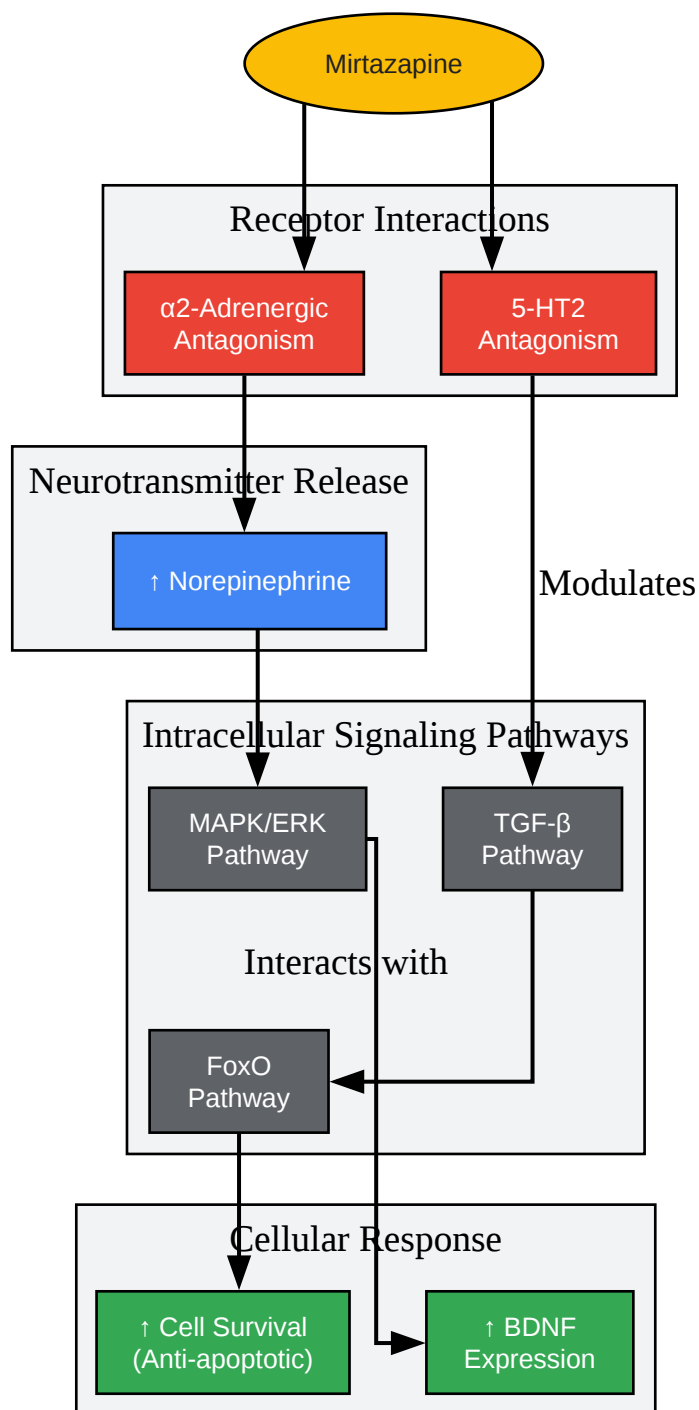 Mirtazapine
Receptor Interactions
α2-Adrenergic
Antagonism
5-HT2
Antagonism
Neurotransmitter Release
↑ Norepinephrine
Modulates
Intracellular Signaling Pathways
MAPK/ERK
Pathway
TGF-β
Pathway
Interacts with
FoxO
Pathway
Cellular Response
↑ Cell Survival
(Anti-apoptotic)
↑ BDNF
Expression